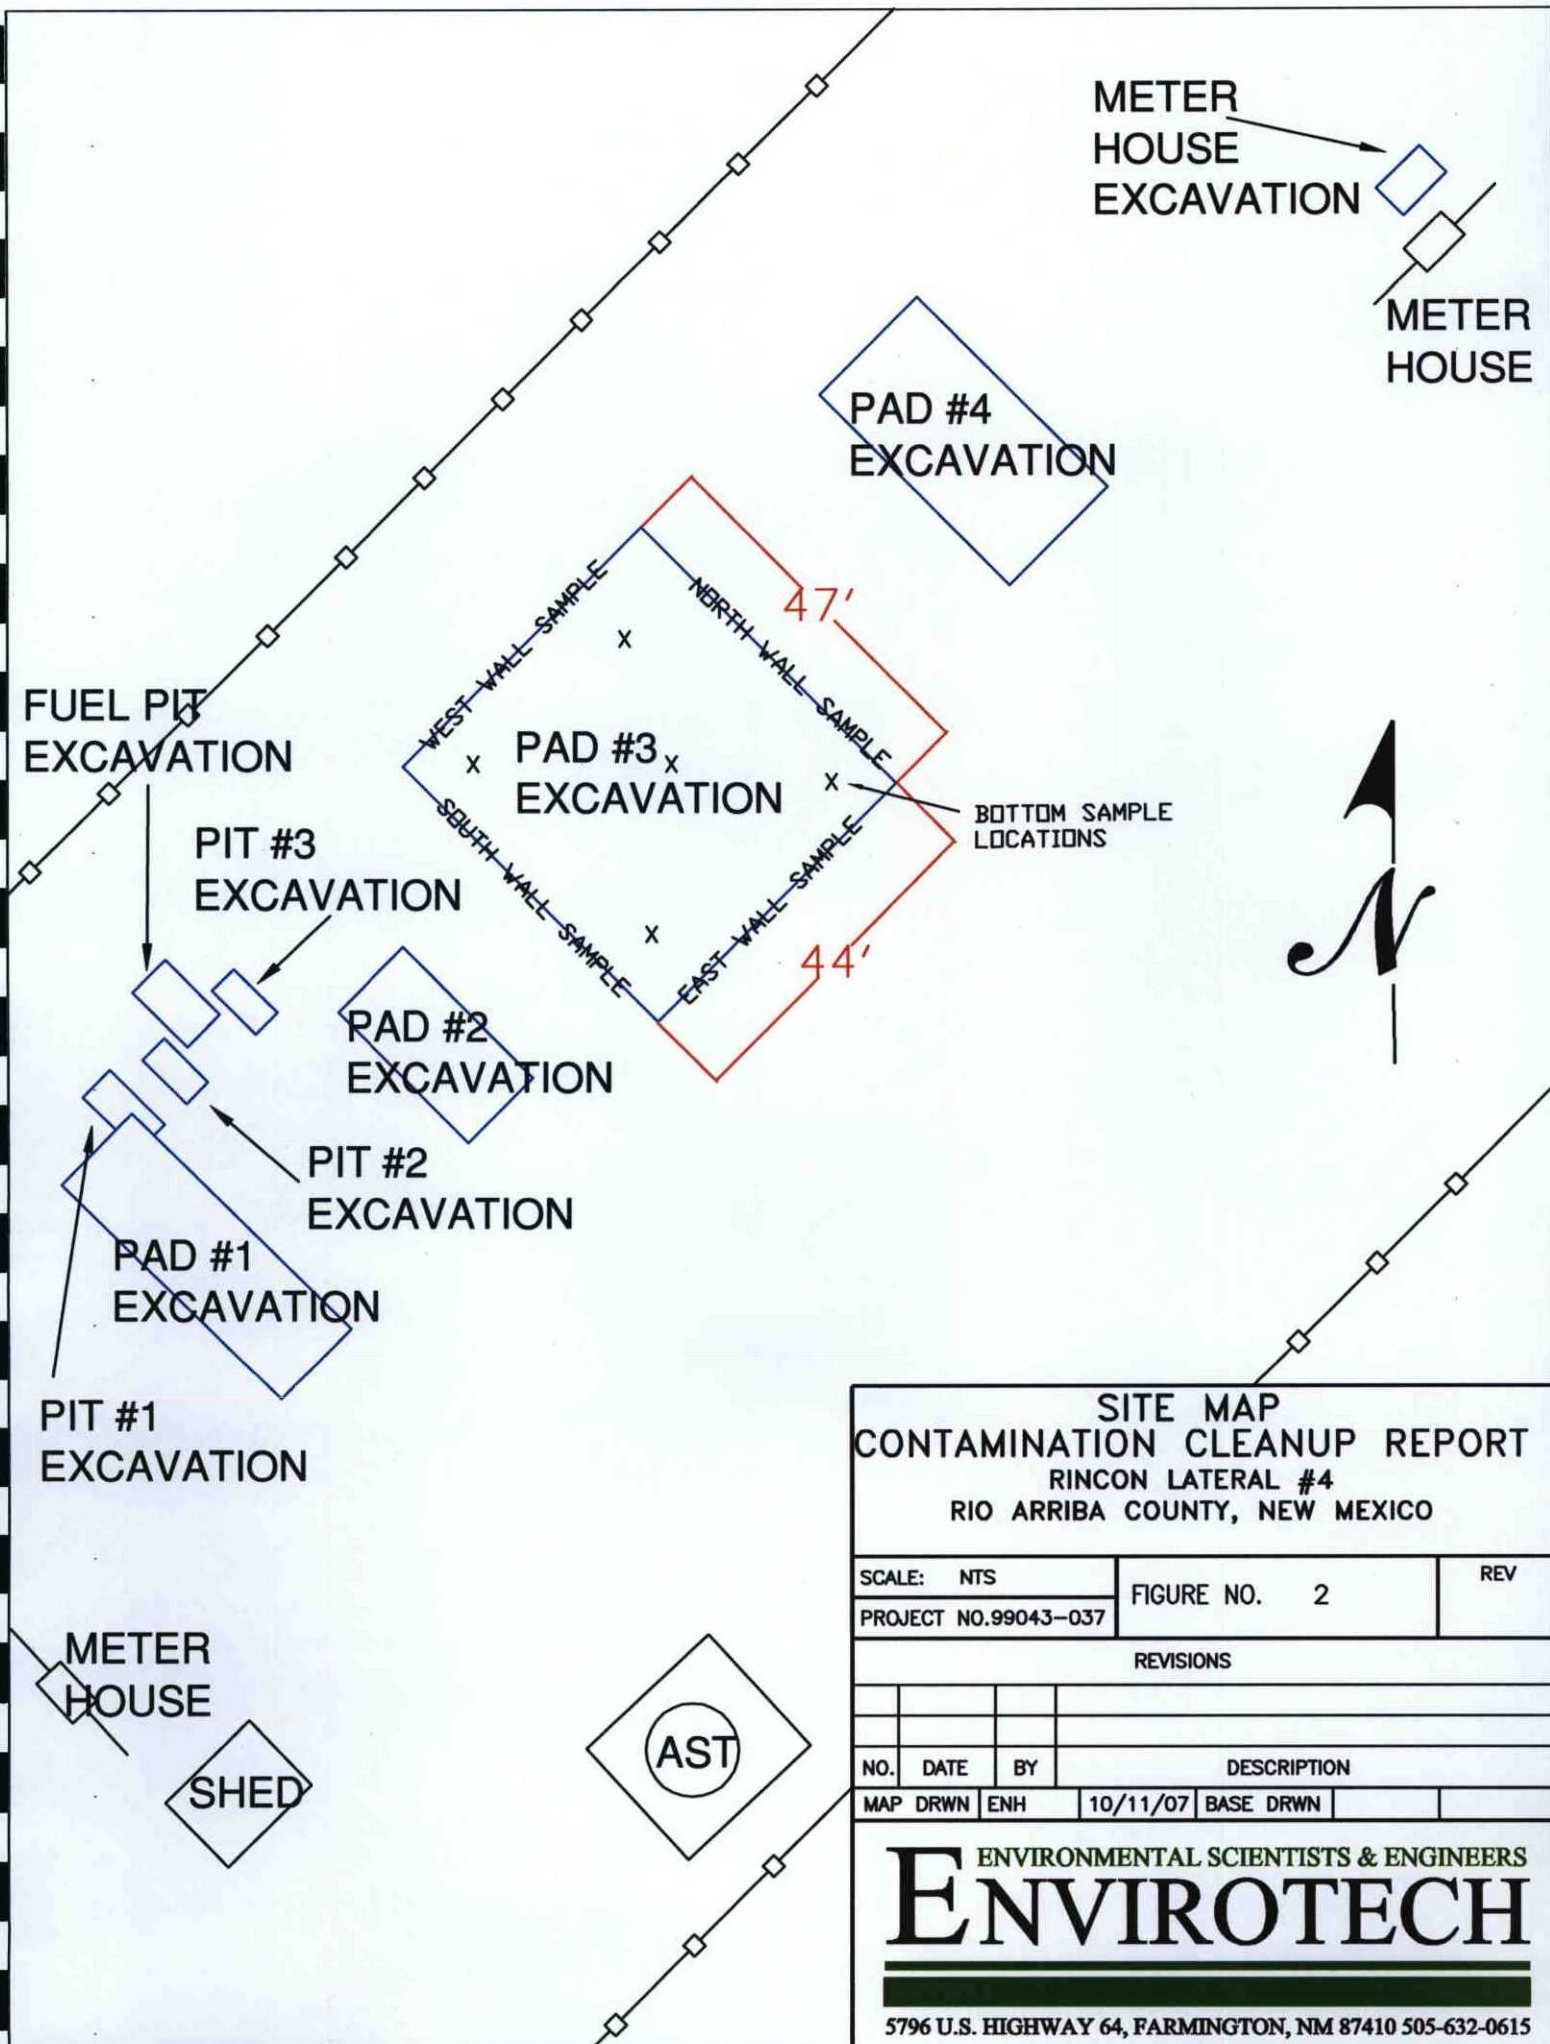 METER
HOUSE
EXCAVATION
METER
HOUSE
PAD #4
EXCAVATION
47'
NORTH WALL SAMPLE
WEST WALL SAMPLE
PAD #3
EXCAVATION
SOUTH WALL SAMPLE
EAST WALL SAMPLE
44'
BOTTOM SAMPLE
LOCATIONS
x
x
x
x
x
N
FUEL PIT
EXCAVATION
PIT #3
EXCAVATION
PAD #2
EXCAVATION
PIT #2
EXCAVATION
PAD #1
EXCAVATION
PIT #1
EXCAVATION
METER
HOUSE
SHED
AST
SITE MAP
CONTAMINATION CLEANUP REPORT
RINCON LATERAL #4
RIO ARRIBA COUNTY, NEW MEXICO
SCALE: NTS
PROJECT NO.99043-037
FIGURE NO. 2
REV
REVISIONS
NO. DATE BY DESCRIPTION
MAP DRWN ENH 10/11/07 BASE DRWN
ENVIRONMENTAL SCIENTISTS & ENGINEERS
ENVIROTECH
5796 U.S. HIGHWAY 64, FARMINGTON, NM 87410 505-632-0615